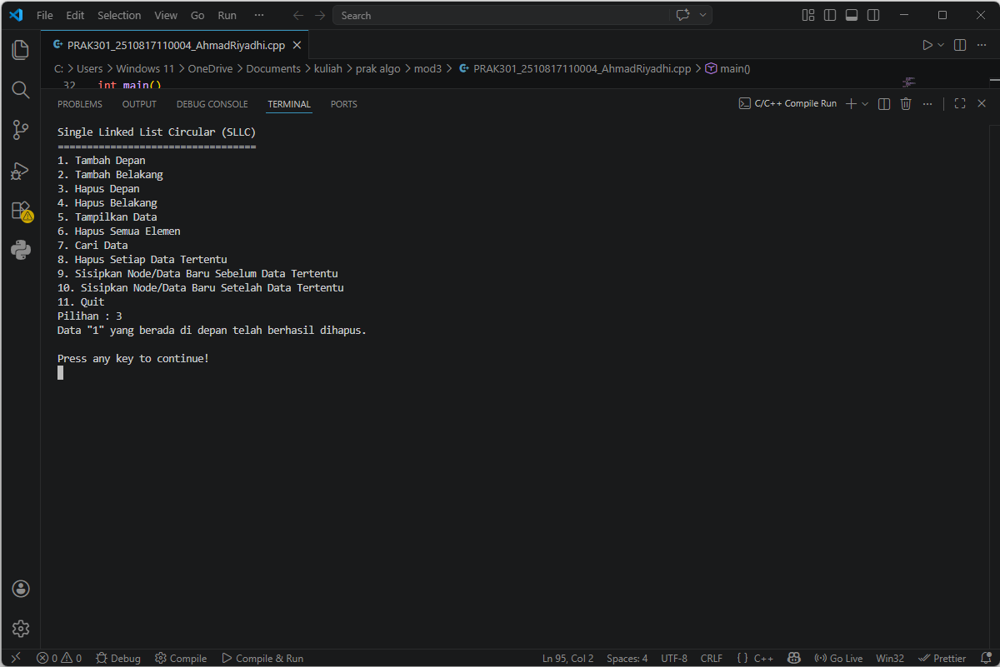 File Edit Selection View Go Run ··· Search
PRAK301_2510817110004_AhmadRiyadhi.cpp
C: > Users > Windows 11 > OneDrive > Documents > kuliah > prak algo > mod3 > PRAK301_2510817110004_AhmadRiyadhi.cpp > main()
32 int main()
PROBLEMS OUTPUT DEBUG CONSOLE TERMINAL PORTS C/C++ Compile Run
Single Linked List Circular (SLLC)
==================================
1. Tambah Depan
2. Tambah Belakang
3. Hapus Depan
4. Hapus Belakang
5. Tampilkan Data
6. Hapus Semua Elemen
7. Cari Data
8. Hapus Setiap Data Tertentu
9. Sisipkan Node/Data Baru Sebelum Data Tertentu
10. Sisipkan Node/Data Baru Setelah Data Tertentu
11. Quit
Pilihan : 3
Data "1" yang berada di depan telah berhasil dihapus.
Press any key to continue!
0 0 Debug Compile Compile & Run Ln 95, Col 2 Spaces: 4 UTF-8 CRLF { } C++ Go Live Win32 Prettier